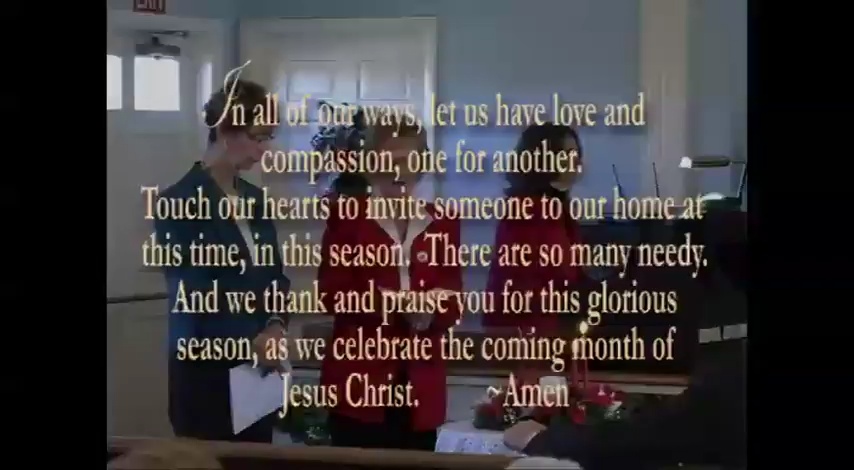 EXIT
In all of our ways, let us have love and
compassion, one for another.
Touch our hearts to invite someone to our home at
this time, in this season. There are so many needy.
And we thank and praise you for this glorious
season, as we celebrate the coming month of
Jesus Christ. ~Amen